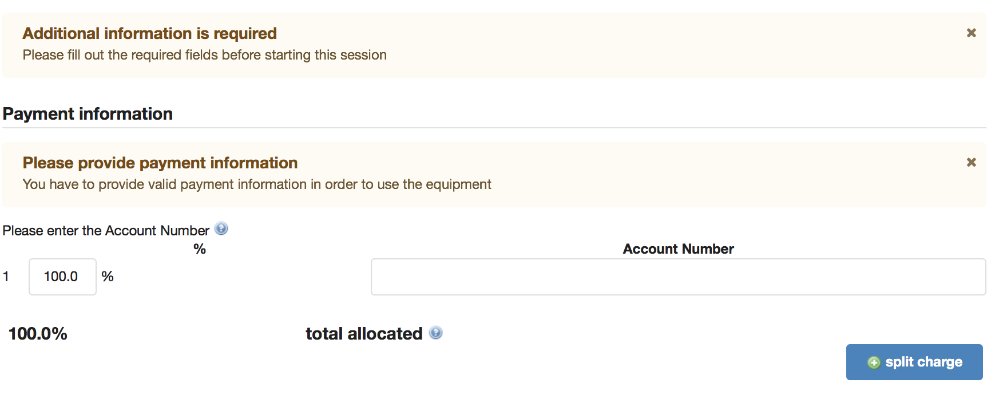 Additional information is required
Please fill out the required fields before starting this session
Payment information
Please provide payment information
You have to provide valid payment information in order to use the equipment
Please enter the Account Number
% Account Number
1 100.0 %
100.0% total allocated
split charge